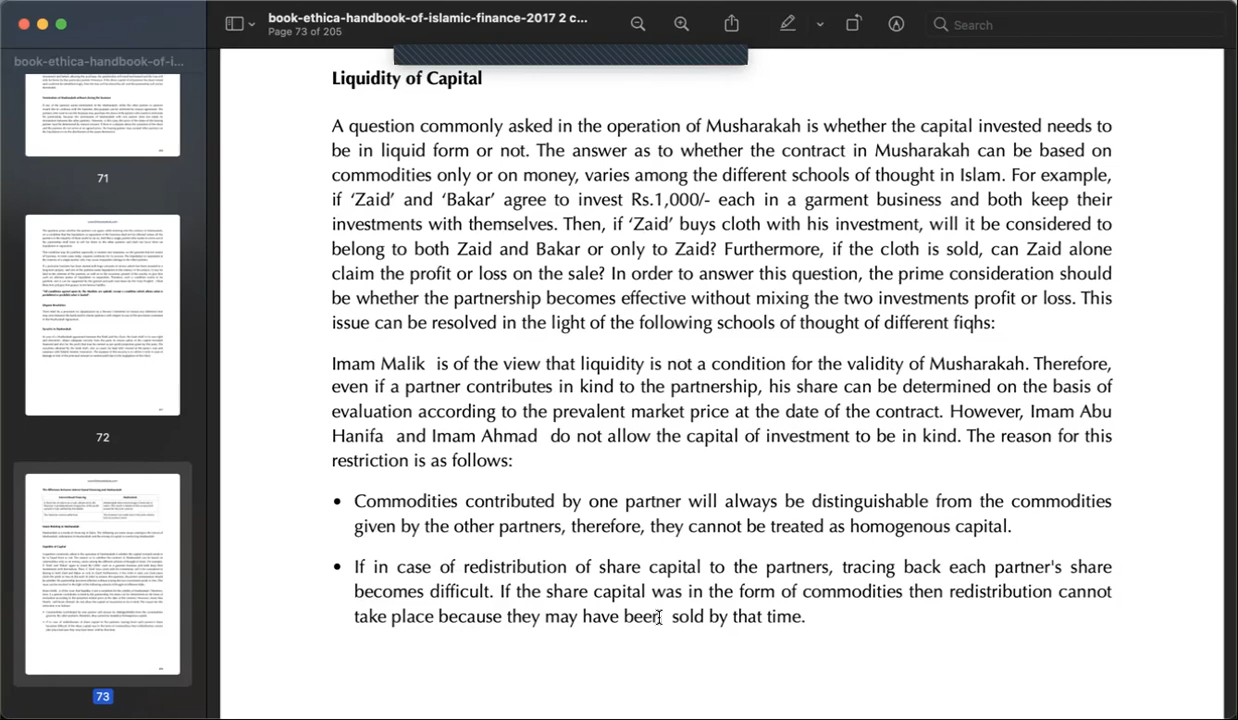 book-ethica-handbook-of-islamic-finance-2017 2 c...
Page 73 of 205
Search
book-ethica-handbook-of-i...
71
72
73
Liquidity of Capital
A question commonly asked in the operation of Musharakah is whether the capital invested needs to
be in liquid form or not. The answer as to whether the contract in Musharakah can be based on
commodities only or on money, varies among the different schools of thought in Islam. For example,
if ‘Zaid’ and ‘Bakar’ agree to invest Rs.1,000/- each in a garment business and both keep their
investments with themselves. Then, if ‘Zaid’ buys cloth with his investment, will it be considered to
belong to both Zaid and Bakar or only to Zaid? Furthermore, if the cloth is sold, can Zaid alone
claim the profit or loss on the sale? In order to answer this question, the prime consideration should
be whether the partnership becomes effective without mixing the two investments profit or loss. This
issue can be resolved in the light of the following schools of thought of different fiqhs:
Imam Malik is of the view that liquidity is not a condition for the validity of Musharakah. Therefore,
even if a partner contributes in kind to the partnership, his share can be determined on the basis of
evaluation according to the prevalent market price at the date of the contract. However, Imam Abu
Hanifa and Imam Ahmad do not allow the capital of investment to be in kind. The reason for this
restriction is as follows:
• Commodities contributed by one partner will always be distinguishable from the commodities
given by the other partners, therefore, they cannot be treated as homogenous capital.
• If in case of redistribution of share capital to the partners, tracing back each partner's share
becomes difficult. If the share capital was in the form of commodities then redistribution cannot
take place because they may have been sold by that time.